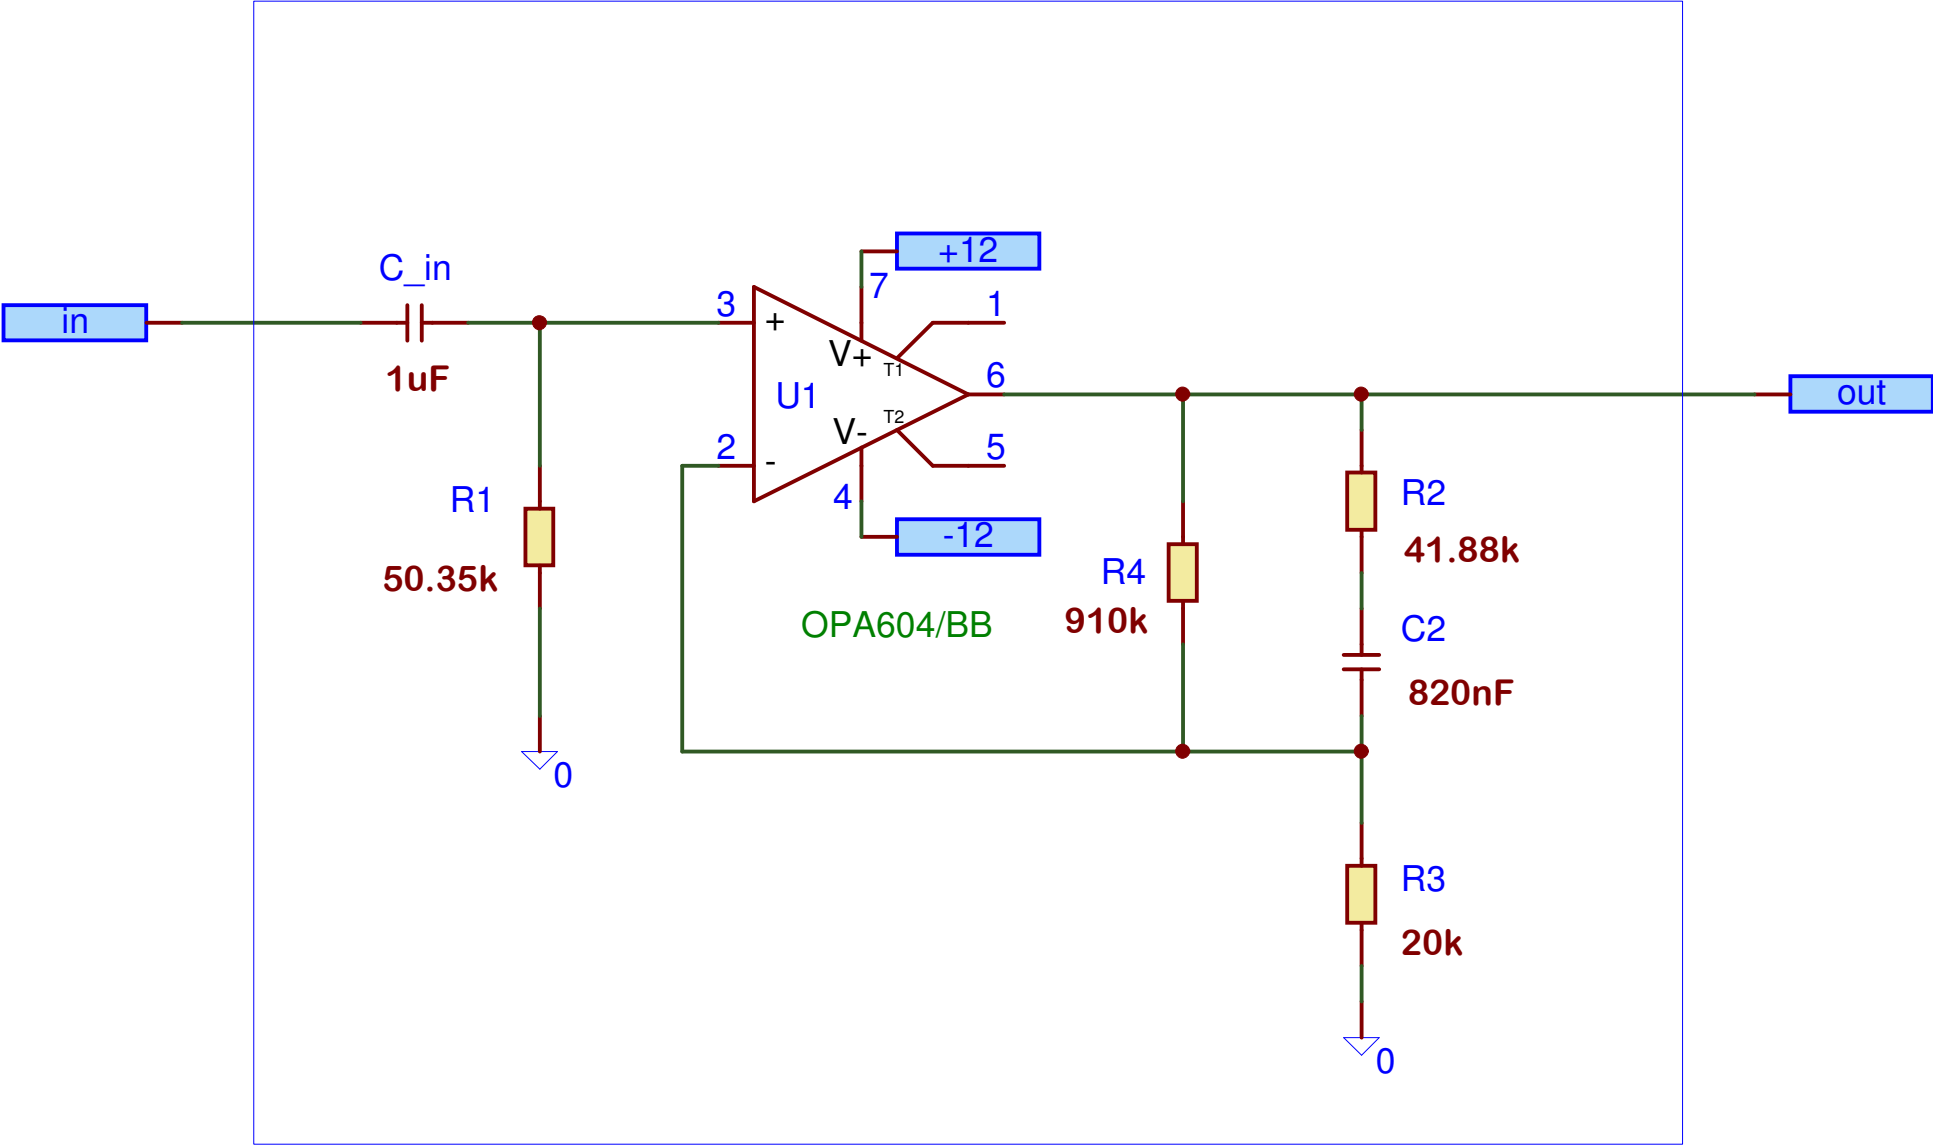 +12
C_in
7
in
3
1
+
1uF
V+
T1
6
U1
out
T2
V-
2
5
-
4
R1
R2
-12
41.88k
R4
50.35k
910k
OPA604/BB
C2
820nF
0
R3
20k
0